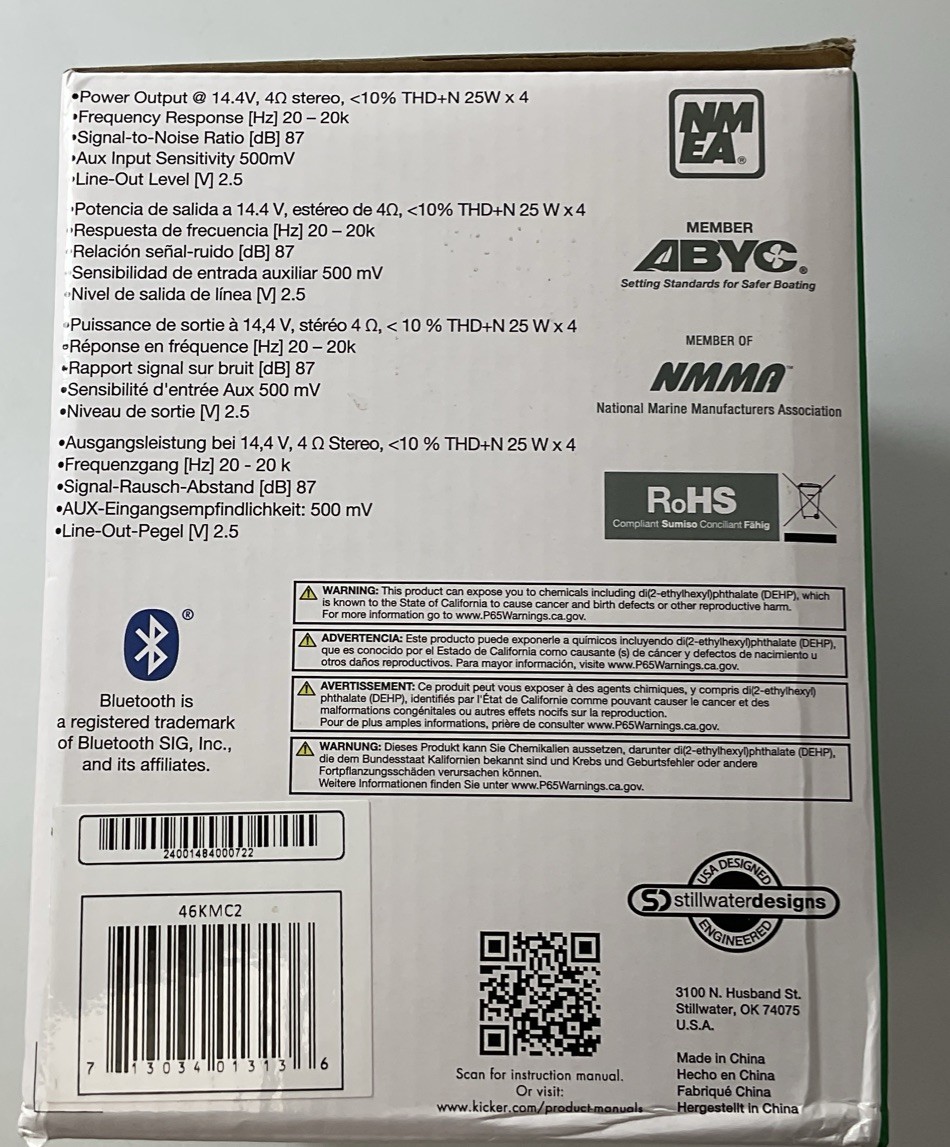 •Power Output @ 14.4V, 4Ω stereo, <10% THD+N 25W x 4
•Frequency Response [Hz] 20 – 20k
•Signal-to-Noise Ratio [dB] 87
•Aux Input Sensitivity 500mV
•Line-Out Level [V] 2.5
•Potencia de salida a 14.4 V, estéreo de 4Ω, <10% THD+N 25 W x 4
•Respuesta de frecuencia [Hz] 20 – 20k
•Relación señal-ruido [dB] 87
Sensibilidad de entrada auxiliar 500 mV
•Nivel de salida de línea [V] 2.5
•Puissance de sortie à 14,4 V, stéréo 4 Ω, < 10 % THD+N 25 W x 4
•Réponse en fréquence [Hz] 20 – 20k
•Rapport signal sur bruit [dB] 87
•Sensibilité d'entrée Aux 500 mV
•Niveau de sortie [V] 2.5
•Ausgangsleistung bei 14,4 V, 4 Ω Stereo, <10 % THD+N 25 W x 4
•Frequenzgang [Hz] 20 - 20 k
•Signal-Rausch-Abstand [dB] 87
•AUX-Eingangsempfindlichkeit: 500 mV
•Line-Out-Pegel [V] 2.5
NM
EA®
MEMBER
ABYC®
Setting Standards for Safer Boating
MEMBER OF
NMMA™
National Marine Manufacturers Association
RoHS
Compliant Sumiso Conciliant Fähig
®
Bluetooth is
a registered trademark
of Bluetooth SIG, Inc.,
and its affiliates.
WARNING: This product can expose you to chemicals including di(2-ethylhexyl)phthalate (DEHP), which
is known to the State of California to cause cancer and birth defects or other reproductive harm.
For more information go to www.P65Warnings.ca.gov.
ADVERTENCIA: Este producto puede exponerle a químicos incluyendo di(2-ethylhexyl)phthalate (DEHP),
que es conocido por el Estado de California como causante (s) de cáncer y defectos de nacimiento u
otros daños reproductivos. Para mayor información, visite www.P65Warnings.ca.gov.
AVERTISSEMENT: Ce produit peut vous exposer à des agents chimiques, y compris di(2-ethylhexyl)
phthalate (DEHP), identifiés par l'État de Californie comme pouvant causer le cancer et des
malformations congénitales ou autres effets nocifs sur la reproduction.
Pour de plus amples informations, prière de consulter www.P65Warnings.ca.gov.
WARNUNG: Dieses Produkt kann Sie Chemikalien aussetzen, darunter di(2-ethylhexyl)phthalate (DEHP),
die dem Bundesstaat Kalifornien bekannt sind und Krebs und Geburtsfehler oder andere
Fortpflanzungsschäden verursachen können.
Weitere Informationen finden Sie unter www.P65Warnings.ca.gov.
24001484000722
46KMC2
7 13034 01313 6
Scan for instruction manual.
Or visit:
www.kicker.com/product-manuals
USA DESIGNED
SD stillwaterdesigns
ENGINEERED
3100 N. Husband St.
Stillwater, OK 74075
U.S.A.
Made in China
Hecho en China
Fabriqué China
Hergestellt in China